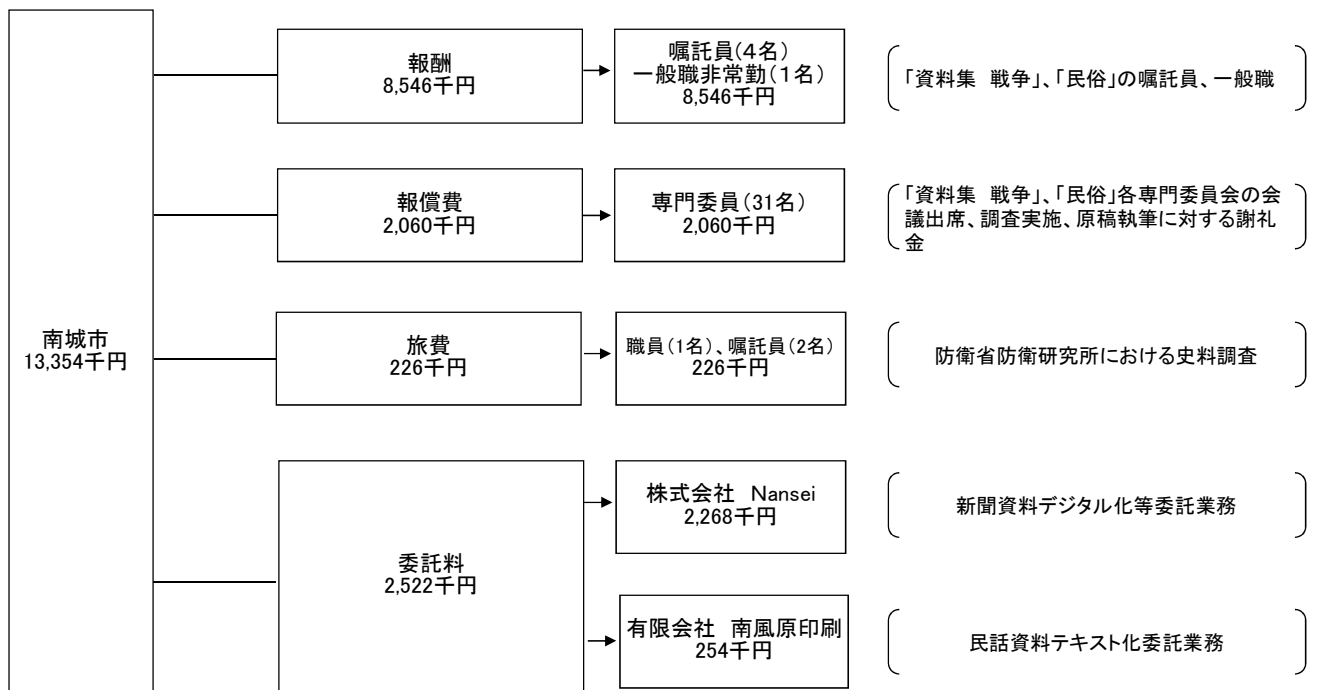 南城市
13,354千円
報酬
8,546千円
嘱託員(4名)
一般職非常勤(1名)
8,546千円
「資料集　戦争」、「民俗」の嘱託員、一般職
報償費
2,060千円
専門委員(31名)
2,060千円
「資料集　戦争」、「民俗」各専門委員会の会
議出席、調査実施、原稿執筆に対する謝礼
金
旅費
226千円
職員(1名)、嘱託員(2名)
226千円
防衛省防衛研究所における史料調査
委託料
2,522千円
株式会社　Nansei
2,268千円
新聞資料デジタル化等委託業務
有限会社　南風原印刷
254千円
民話資料テキスト化委託業務